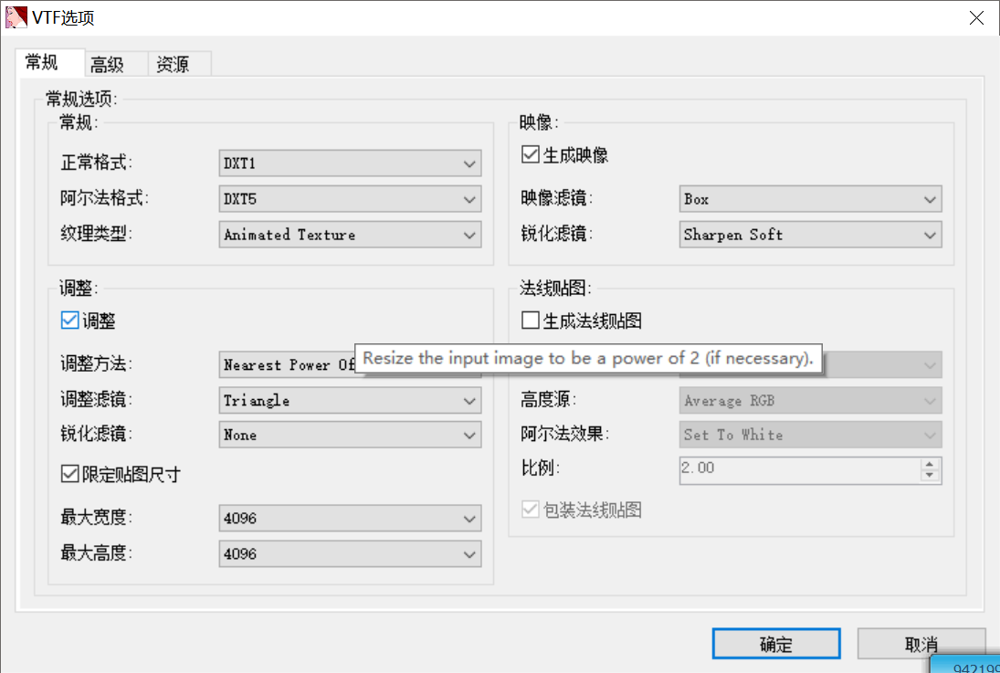 VTF选项
常规
高级
资源
常规选项:
常规:
正常格式:
DXT1
阿尔法格式:
DXT5
纹理类型:
Animated Texture
映像:
生成映像
映像滤镜:
Box
锐化滤镜:
Sharpen Soft
调整:
调整
调整方法:
Nearest Power Of
Resize the input image to be a power of 2 (if necessary).
调整滤镜:
Triangle
锐化滤镜:
None
限定贴图尺寸
最大宽度:
4096
最大高度:
4096
法线贴图:
生成法线贴图
高度源:
Average RGB
阿尔法效果:
Set To White
比例:
2.00
包装法线贴图
确定
取消